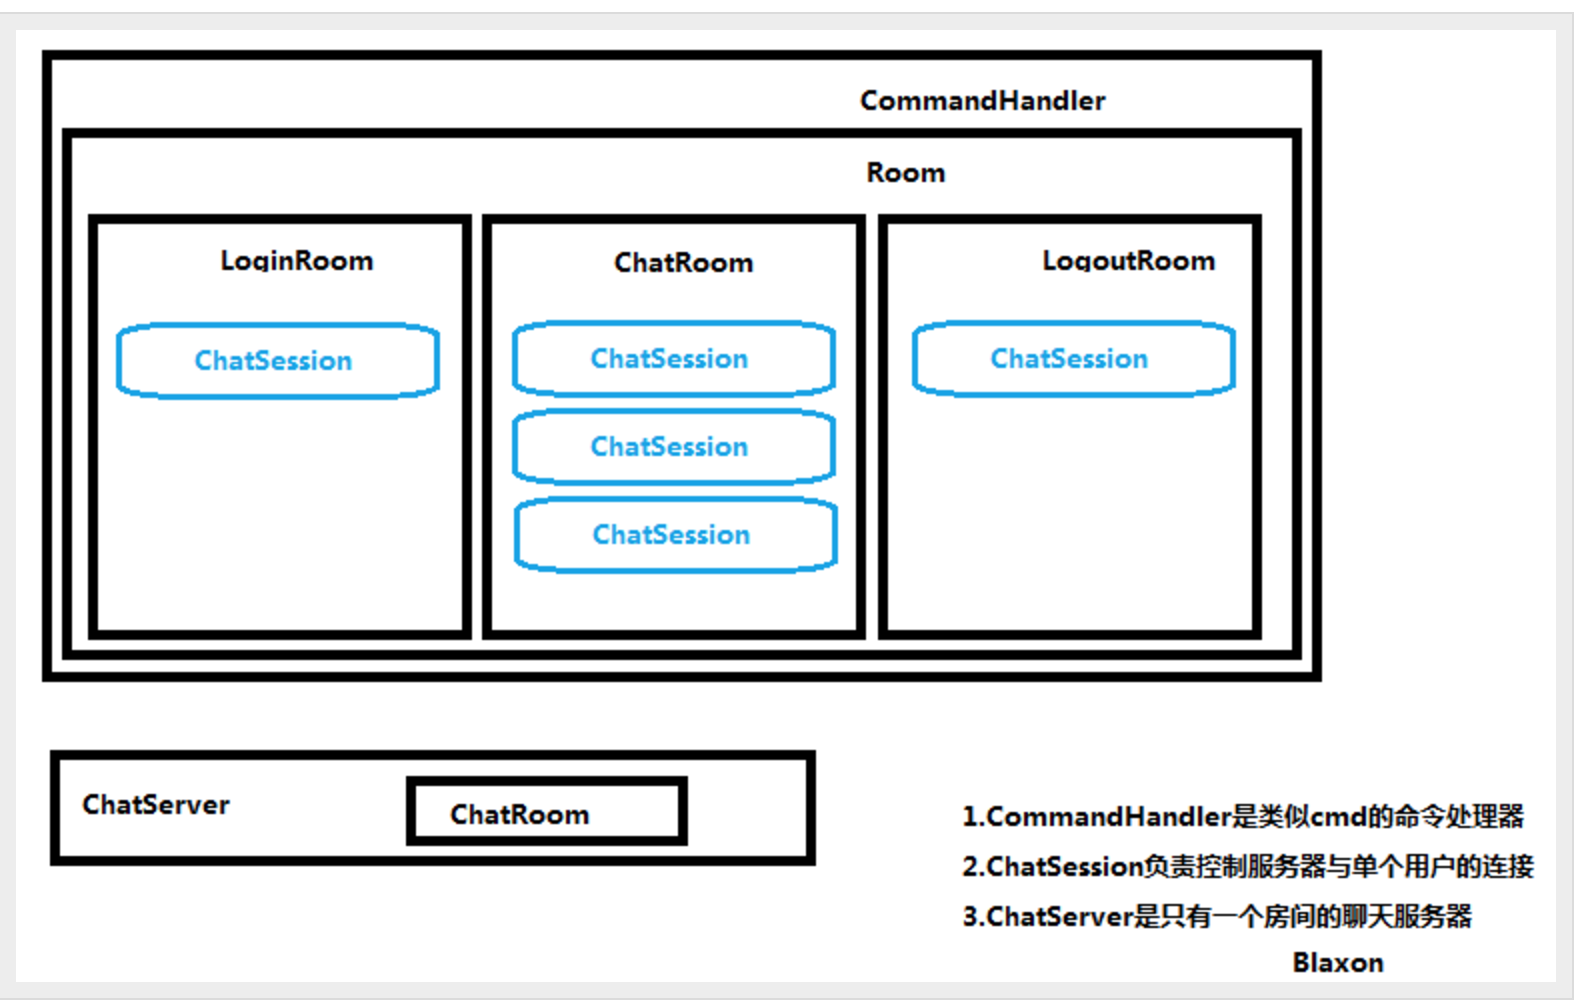 CommandHandler
Room
LoginRoom
ChatRoom
LogoutRoom
ChatSession
ChatSession
ChatSession
ChatSession
ChatSession
ChatServer
ChatRoom
1.CommandHandler是类似cmd的命令处理器
2.ChatSession负责控制服务器与单个用户的连接
3.ChatServer是只有一个房间的聊天服务器
Blaxon